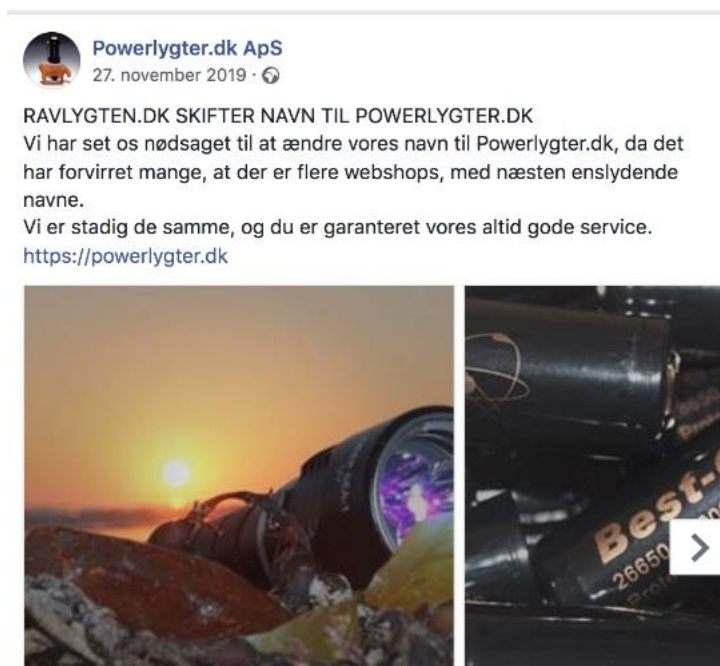 Powerlygter.dk ApS
27. november 2019 ·
RAVLYGTEN.DK SKIFTER NAVN TIL POWERLYGTER.DK
Vi har set os nødsaget til at ændre vores navn til Powerlygter.dk, da det
har forvirret mange, at der er flere webshops, med næsten enslydende
navne.
Vi er stadig de samme, og du er garanteret vores altid gode service.
https://powerlygter.dk
Best-
26650